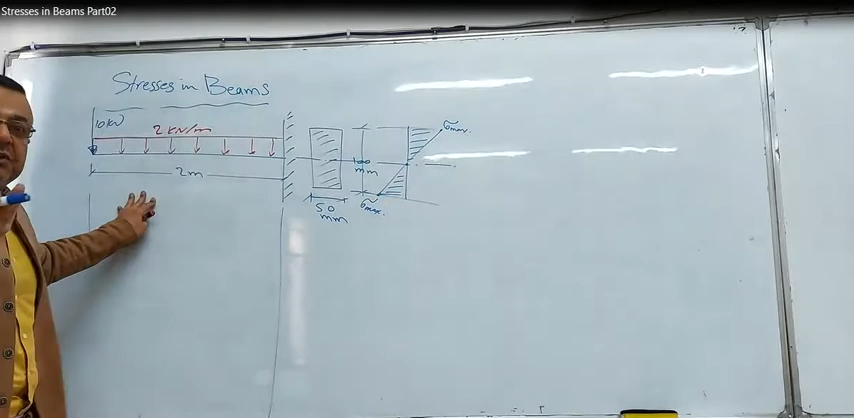 Stresses in Beams Part02
Stresses in Beams
10 kN
2 KN/m
2m
100
mm
50
mm
σmax.
σmax.